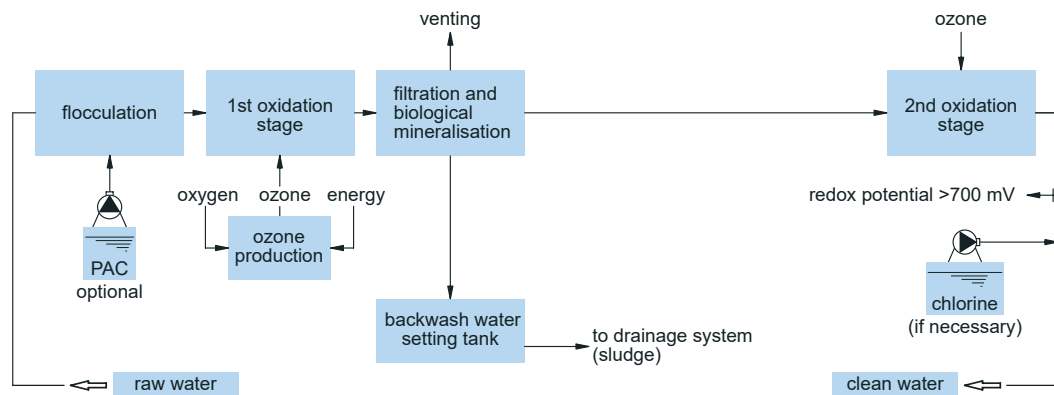 venting
ozone
flocculation
1st oxidation
stage
filtration and
biological
mineralisation
2nd oxidation
stage
oxygen
ozone
energy
redox potential >700 mV
ozone
production
PAC
optional
chlorine
(if necessary)
backwash water
setting tank
to drainage system
(sludge)
raw water
clean water